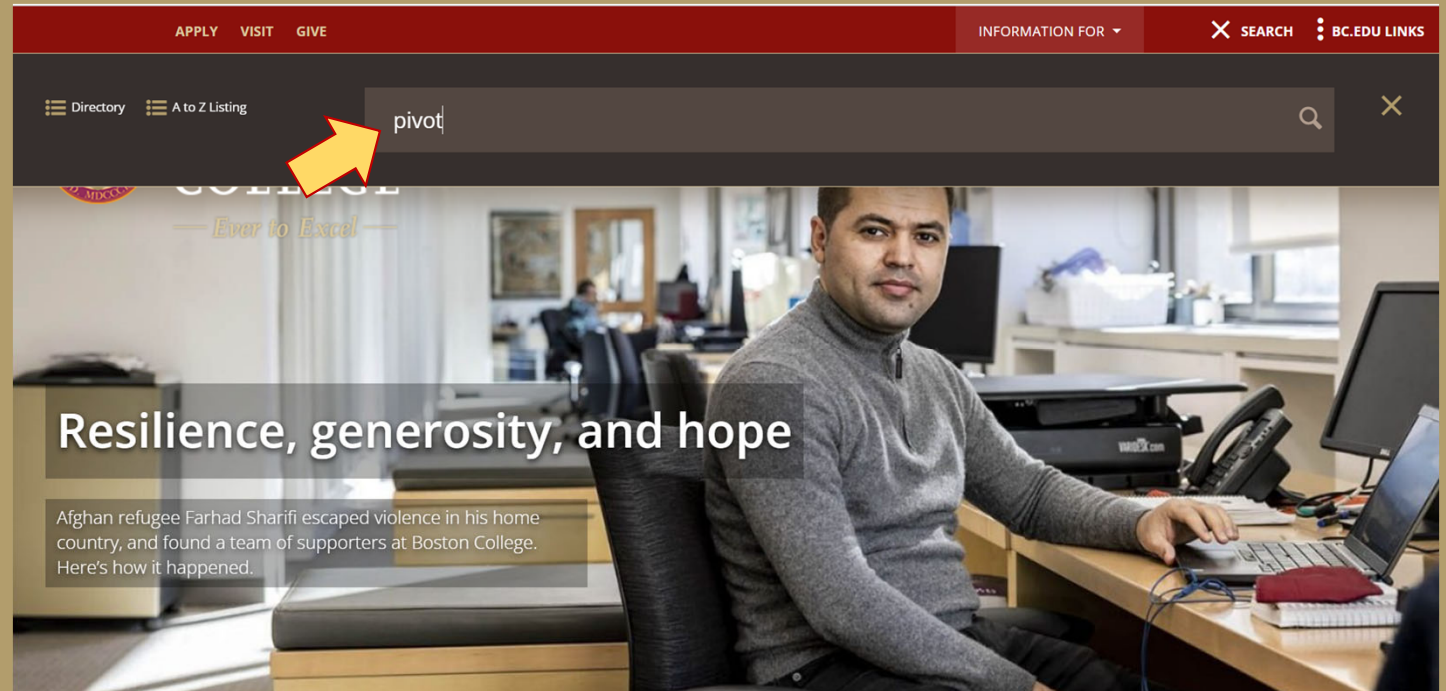 APPLY VISIT GIVE INFORMATION FOR SEARCH BC.EDU LINKS
Directory A to Z Listing pivot
COLLEGE
Ever to Excel
Resilience, generosity, and hope
Afghan refugee Farhad Sharifi escaped violence in his home
country, and found a team of supporters at Boston College.
Here's how it happened.
VARIDESK.com